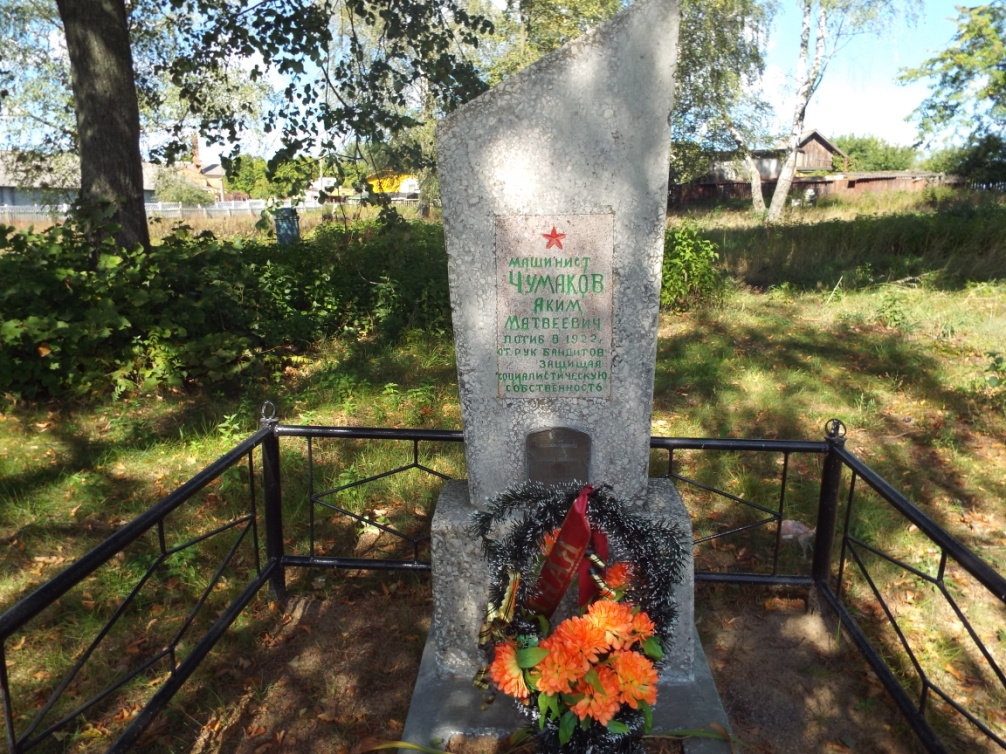 МАШИНИСТ
ЧУМАКОВ
АКИМ
МАТВЕЕВИЧ
ПОГИБ В 1922г
ОТ РУК БАНДИТОВ
ЗАЩИЩАЯ
СОЦИАЛИСТИЧЕСКУЮ
СОБСТВЕННОСТЬ